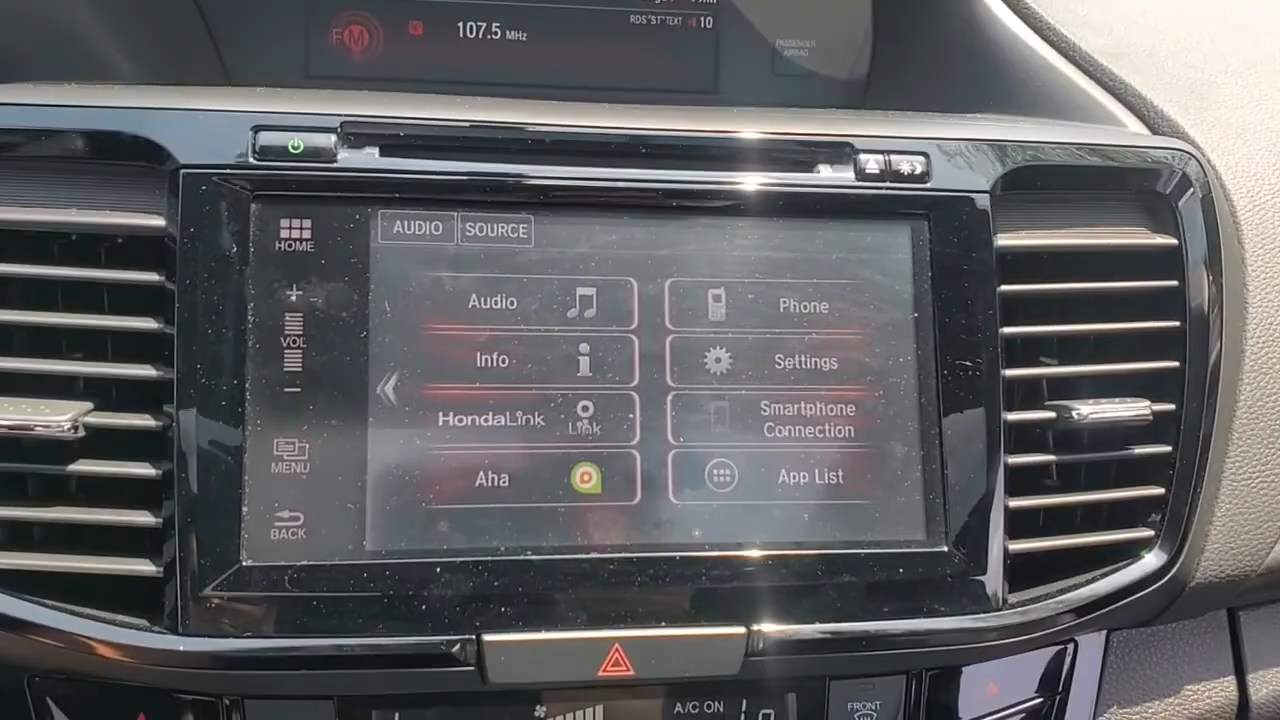 RDS "ST" TEXT 10
FM
107.5 MHz
PASSENGER
AIRBAG
AUDIO SOURCE
HOME
+
VOL
−
MENU
BACK
Audio
Phone
Info
Settings
HondaLink
Link
Smartphone
Connection
Aha
App List
A/C ON
FRONT